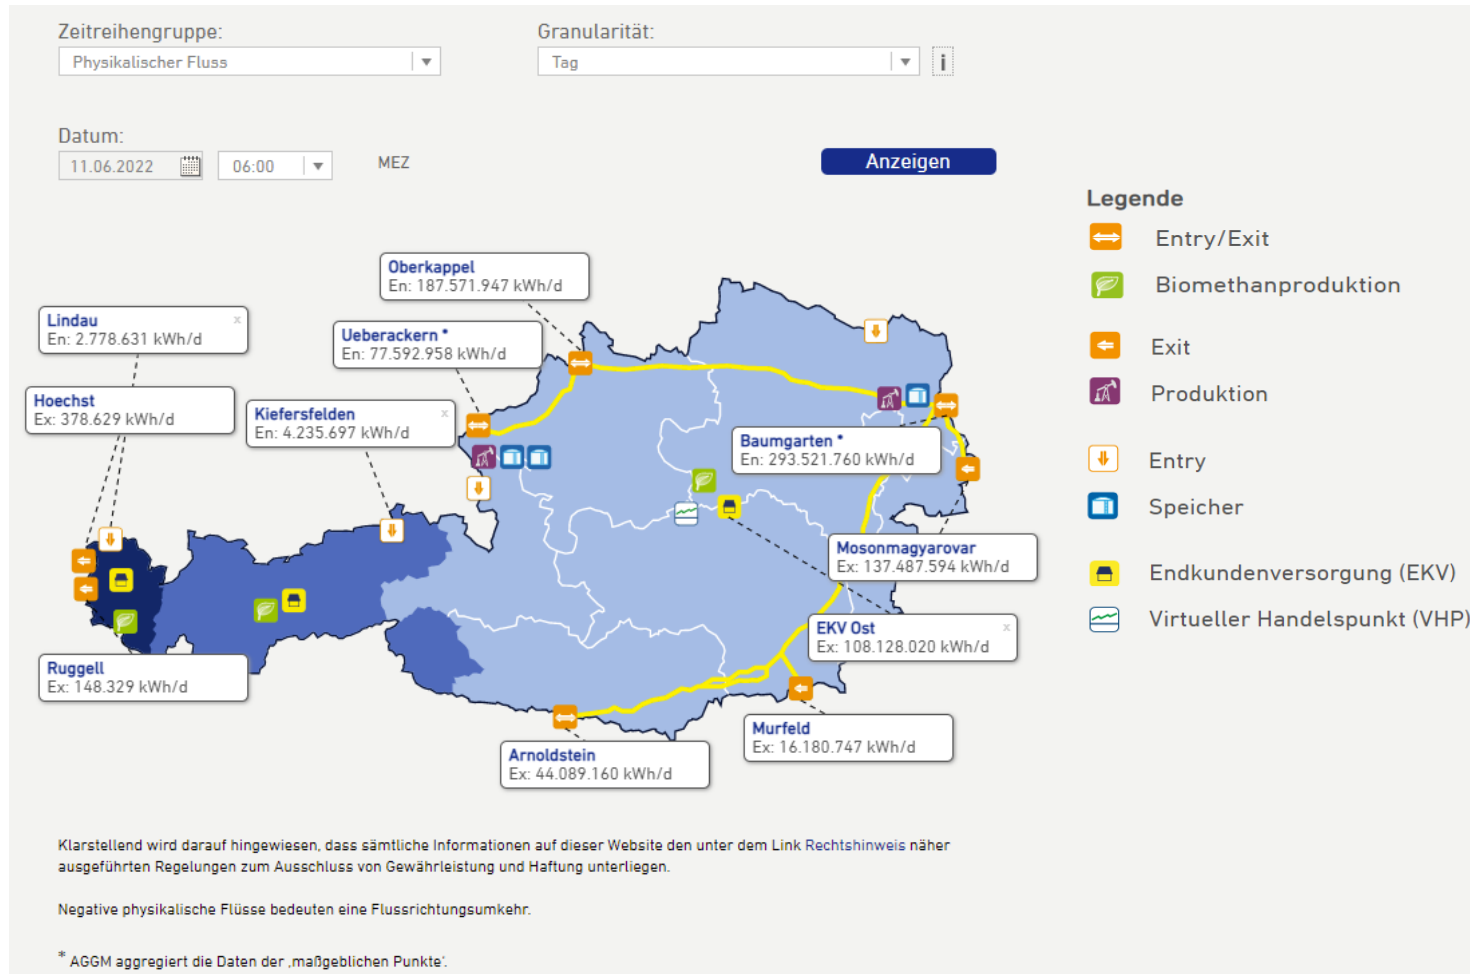 Zeitreihengruppe:
Physikalischer Fluss
Granularität:
Tag
i
Datum:
11.06.2022
06:00
MEZ
Anzeigen
Legende
Entry/Exit
Biomethanproduktion
Exit
Produktion
Entry
Speicher
Endkundenversorgung (EKV)
Virtueller Handelspunkt (VHP)
Oberkappel
En: 187.571.947 kWh/d
Lindau x
En: 2.778.631 kWh/d
Ueberackern *
En: 77.592.958 kWh/d
Hoechst
Ex: 378.629 kWh/d
Kiefersfelden x
En: 4.235.697 kWh/d
Baumgarten *
En: 293.521.760 kWh/d
Mosonmagyarovar
Ex: 137.487.594 kWh/d
EKV Ost x
Ex: 108.128.020 kWh/d
Ruggell
Ex: 148.329 kWh/d
Murfeld
Ex: 16.180.747 kWh/d
Arnoldstein
Ex: 44.089.160 kWh/d
Klarstellend wird darauf hingewiesen, dass sämtliche Informationen auf dieser Website den unter dem Link Rechtshinweis näher
ausgeführten Regelungen zum Ausschluss von Gewährleistung und Haftung unterliegen.
Negative physikalische Flüsse bedeuten eine Flussrichtungsumkehr.
* AGGM aggregiert die Daten der ‚maßgeblichen Punkte‘.